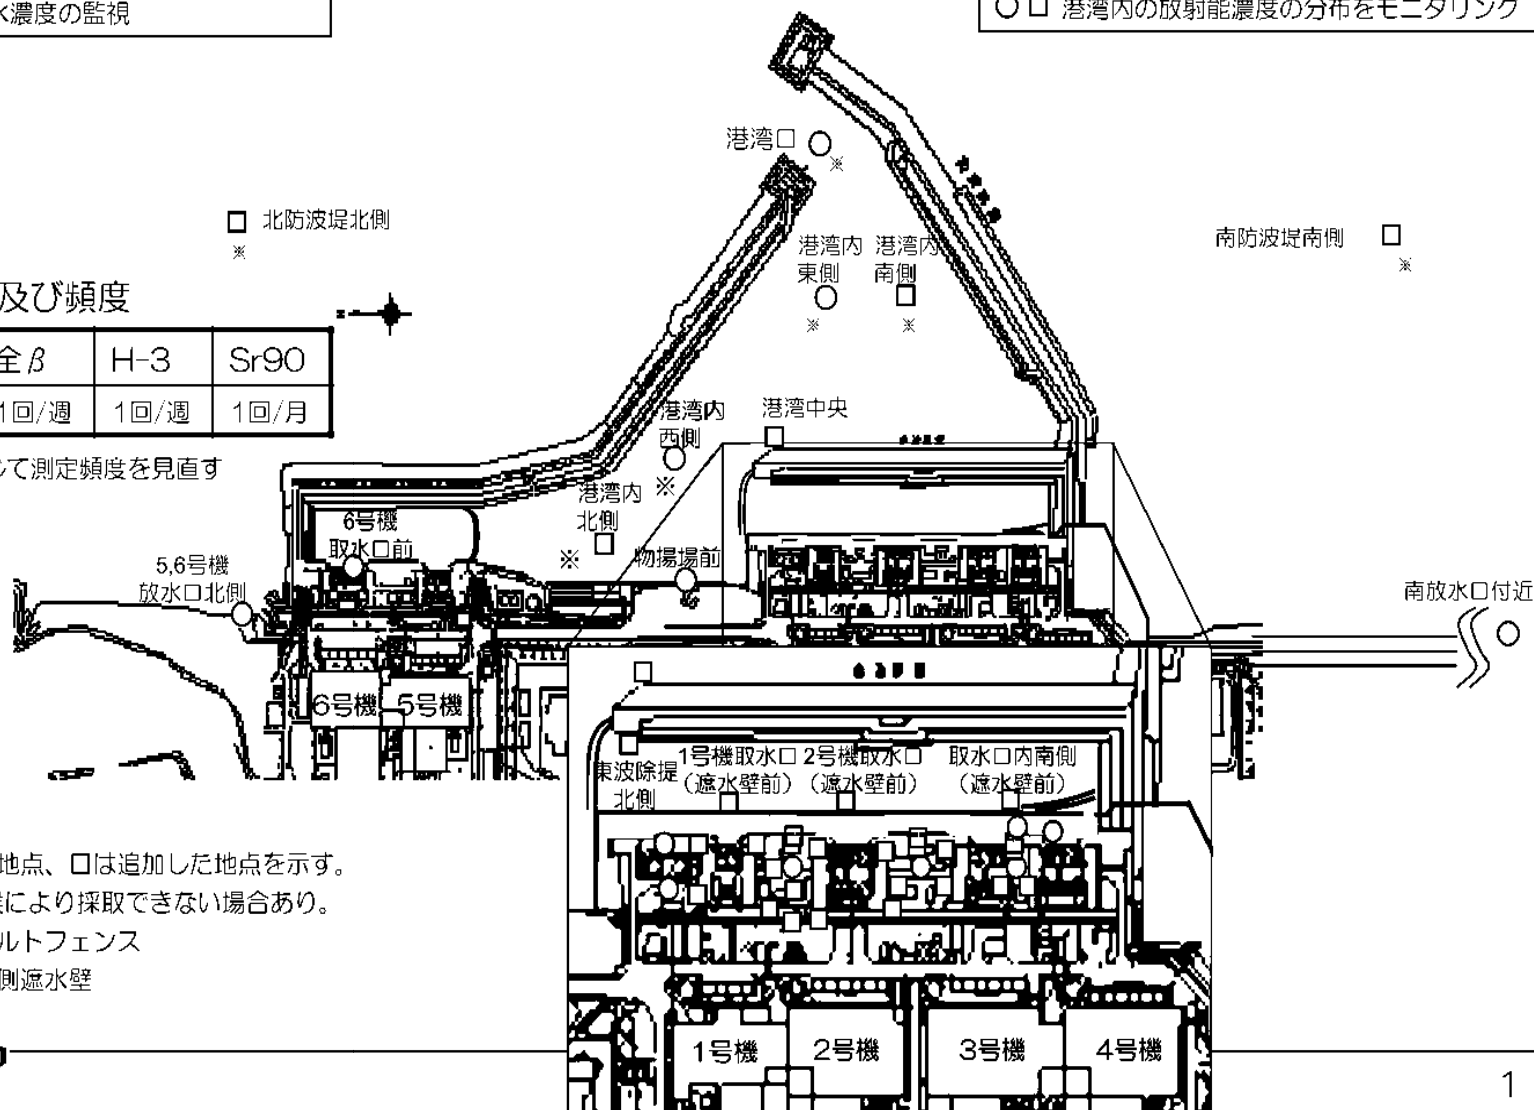 水濃度の監視
○□ 港湾内の放射能濃度の分布をモニタリング
港湾口
※
北防波堤北側
※
南防波堤南側
※
港湾内
東側
※
港湾内
南側
※
及び頻度
全β H-3 Sr90
1回/週 1回/週 1回/月
て測定頻度を見直す
港湾内
西側
※
港湾中央
港湾内
北側
※
6号機
取水口前
物揚場前
5,6号機
放水口北側
南放水口付近
6号機 5号機
東波除堤
北側
1号機取水口
(遮水壁前)
2号機取水口
(遮水壁前)
取水口内南側
(遮水壁前)
地点、□は追加した地点を示す。
により採取できない場合あり。
ルトフェンス
側遮水壁
1号機 2号機 3号機 4号機
1